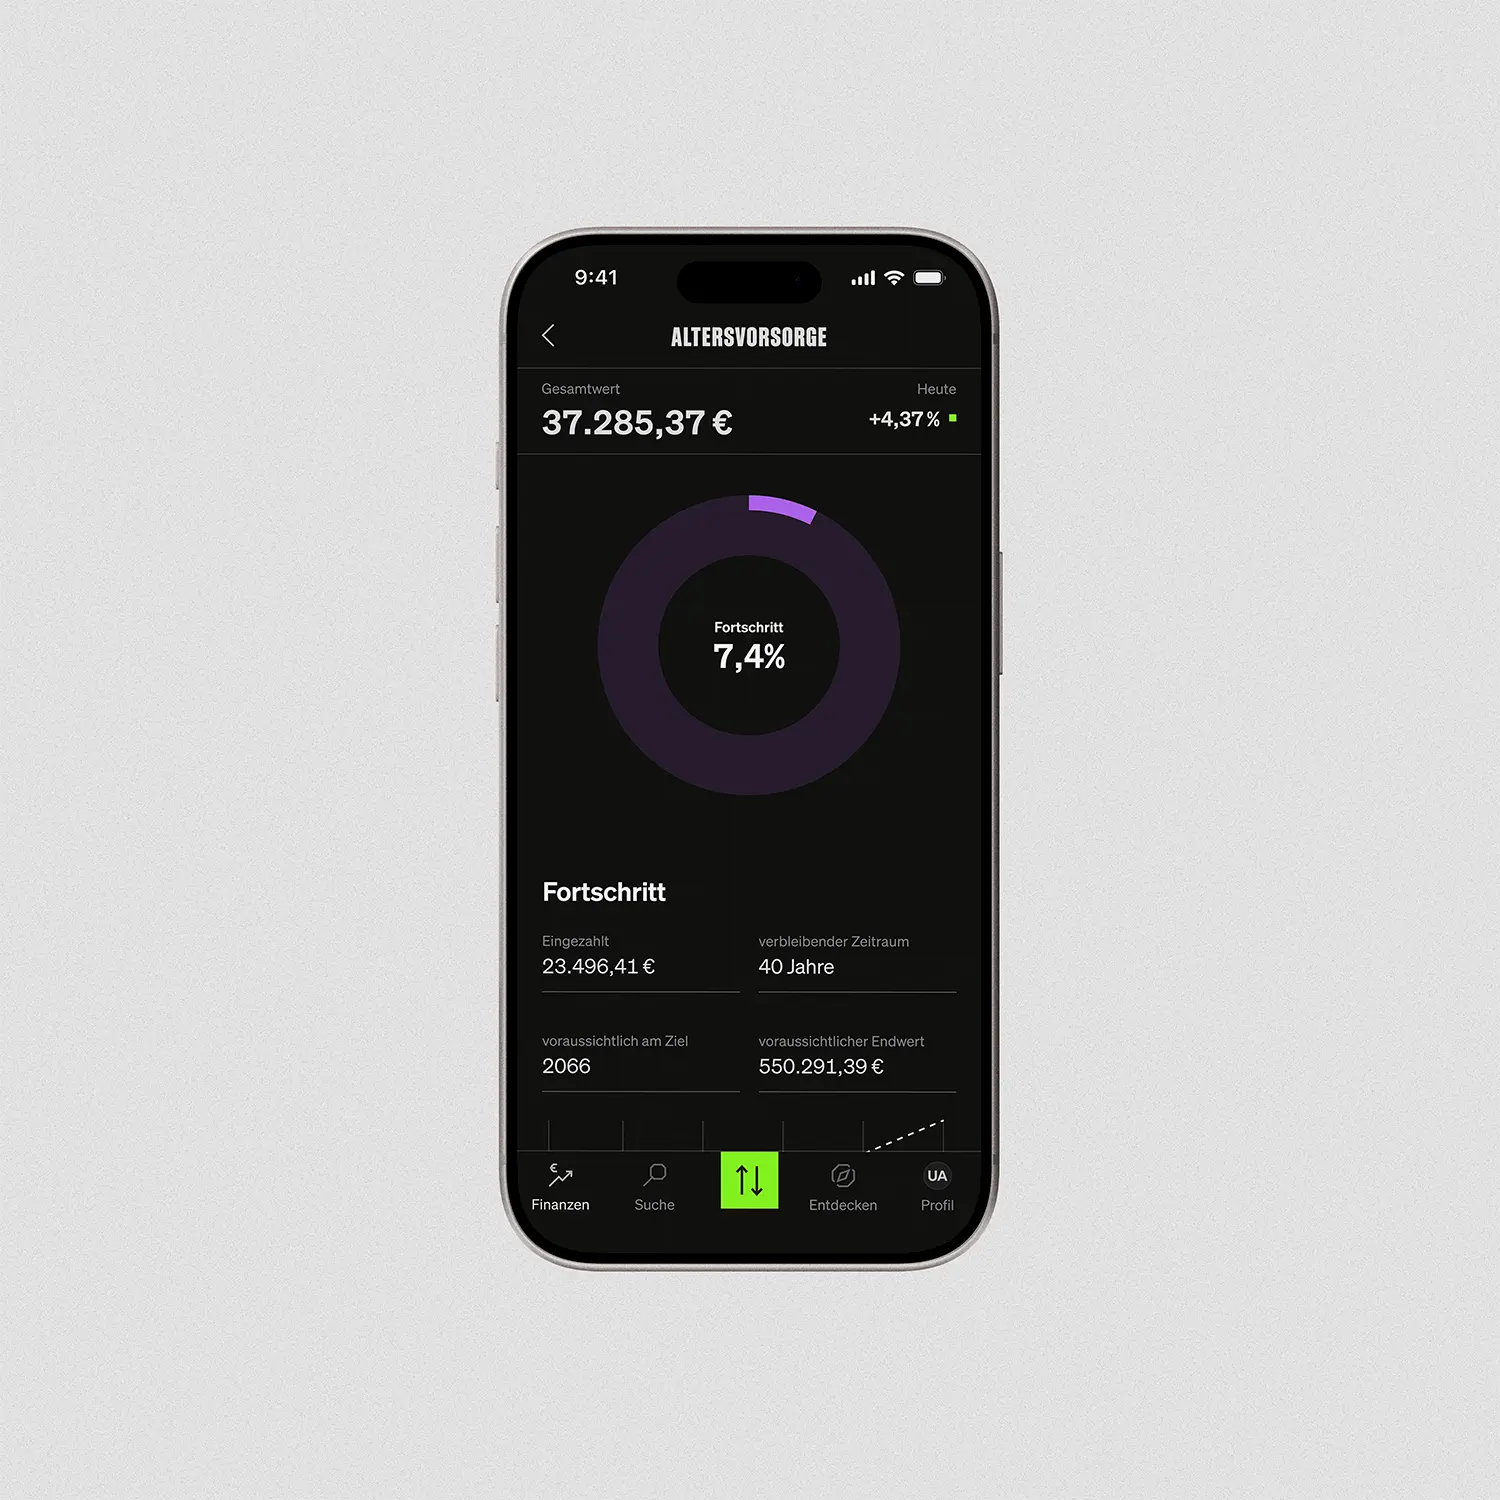 9:41
ALTERSVORSORGE
Gesamtwert
Heute
37.285,37 €
+4,37 %
Fortschritt
7,4%
Fortschritt
Eingezahlt
verbleibender Zeitraum
23.496,41 €
40 Jahre
voraussichtlich am Ziel
voraussichtlicher Endwert
2066
550.291,39 €
€
UA
Finanzen
Suche
Entdecken
Profil